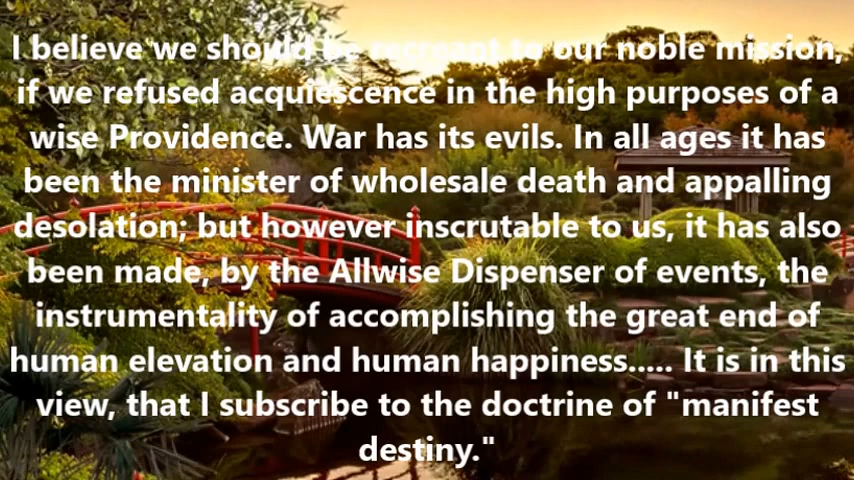 I believe we should be recreant to our noble mission,
if we refused acquiescence in the high purposes of a
wise Providence. War has its evils. In all ages it has
been the minister of wholesale death and appalling
desolation; but however inscrutable to us, it has also
been made, by the Allwise Dispenser of events, the
instrumentality of accomplishing the great end of
human elevation and human happiness..... It is in this
view, that I subscribe to the doctrine of "manifest
destiny."